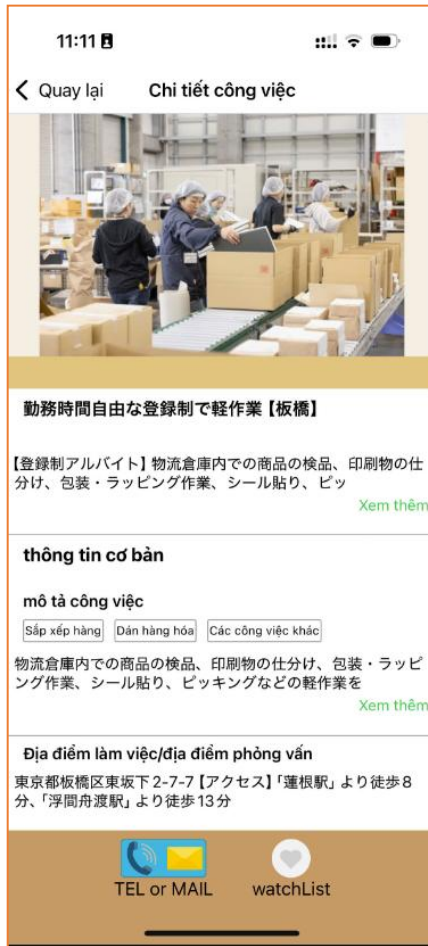 11:11
Quay lại
Chi tiết công việc
勤務時間自由な登録制で軽作業【板橋】
【登録制アルバイト】物流倉庫内での商品の検品、印刷物の仕
分け、包装・ラッピング作業、シール貼り、ピッ
Xem thêm
thông tin cơ bản
mô tả công việc
Sắp xếp hàng Dán hàng hóa Các công việc khác
物流倉庫内での商品の検品、印刷物の仕分け、包装・ラッピ
ング作業、シール貼り、ピッキングなどの軽作業を
Xem thêm
Địa điểm làm việc/địa điểm phỏng vấn
東京都板橋区東坂下2-7-7【アクセス】「蓮根駅」より徒歩8
分、「浮間舟渡駅」より徒歩13分
TEL or MAIL
watchList